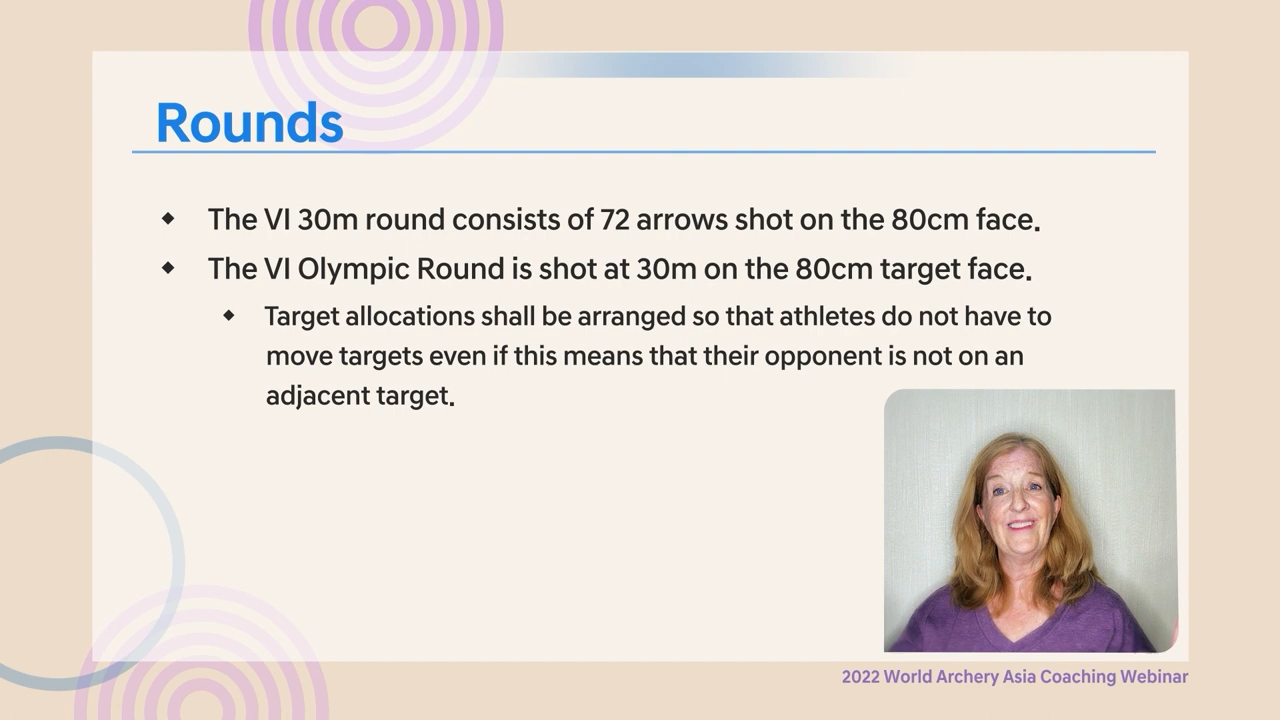 Rounds
The VI 30m round consists of 72 arrows shot on the 80cm face.
The VI Olympic Round is shot at 30m on the 80cm target face.
Target allocations shall be arranged so that athletes do not have to
move targets even if this means that their opponent is not on an
adjacent target.
2022 World Archery Asia Coaching Webinar